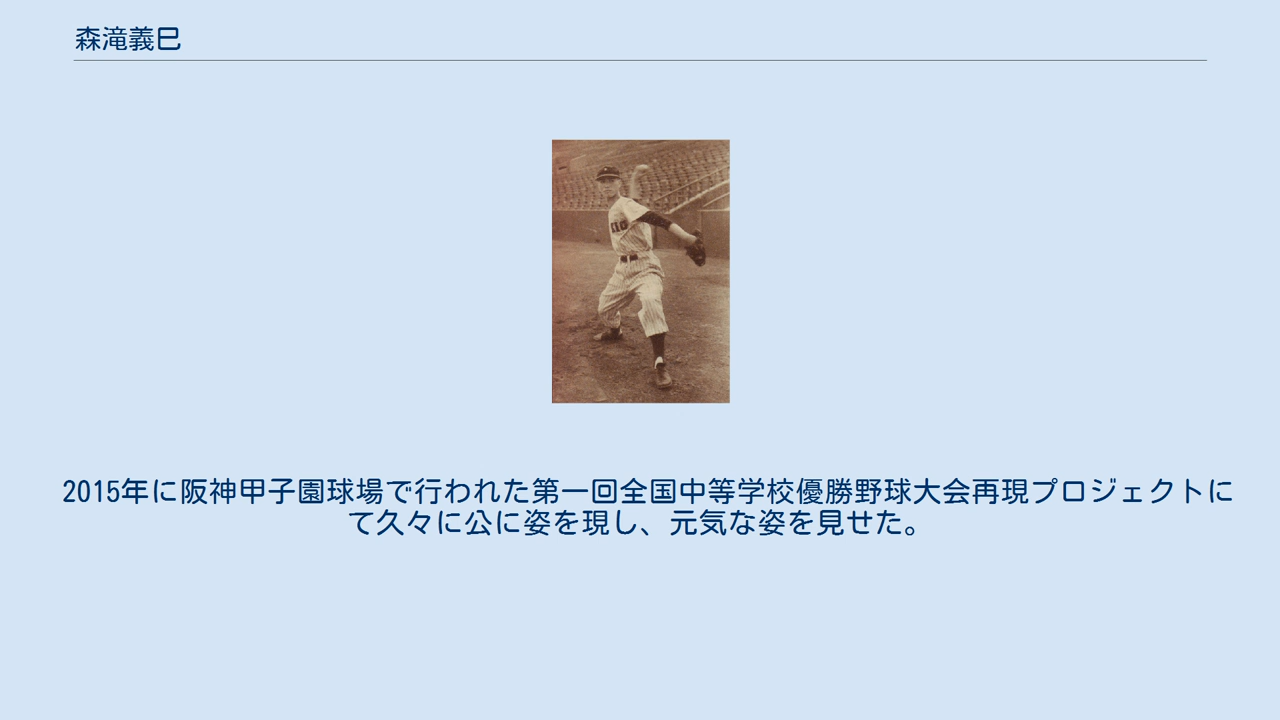 森滝義巳
2015年に阪神甲子園球場で行われた第一回全国中等学校優勝野球大会再現プロジェクトに
て久々に公に姿を現し、元気な姿を見せた。